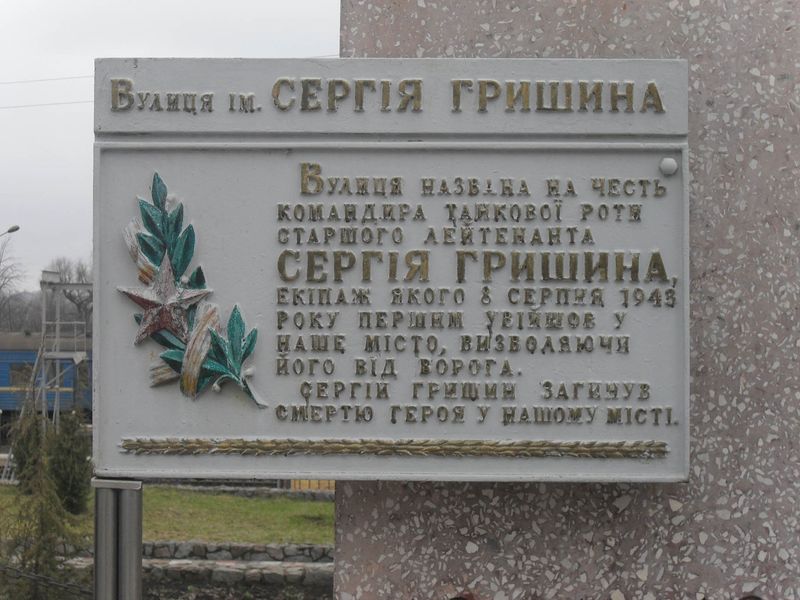 Вулиця ім. СЕРГІЯ ГРИШИНА
Вулиця названа на честь
командира танкової роти
старшого лейтенанта
СЕРГІЯ ГРИШИНА,
екіпаж якого 8 серпня 1943
року першим увійшов у
наше місто, визволяючи
його від ворога.
Сергій Гришин загинув
смертю героя у нашому місті.